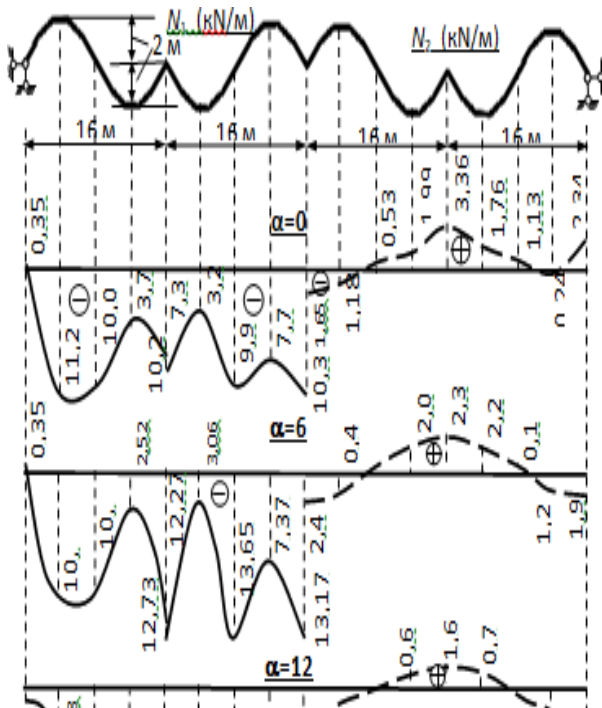 N₁ (кN/м)
N₂ (кN/м)
2 м
16 м 16 м 16 м 16 м
α=0
0,35 11,2 10,0 3,7 10,2 7,3 3,2 9,9 7,7 10,3 1,65 1,18 0,53 3,36 1,76 1,13
α=6
0,35 2,52 3,06 12,73 12,27 13,65 7,37 13,17 2,4 0,4 2,0 2,3 2,2 0,1 1,2 1,9
α=12
0,6 1,6 0,7